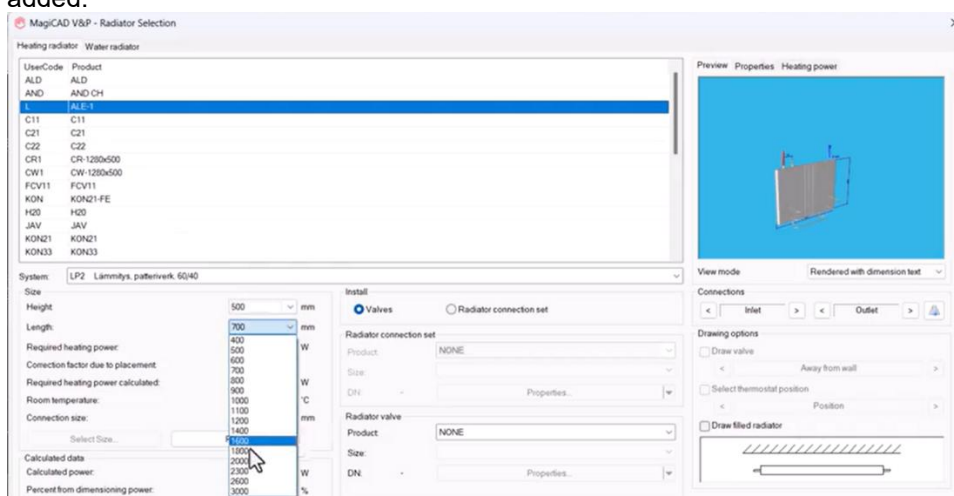 added.
MagiCAD V&P - Radiator Selection
Heating radiator Water radiator
UserCode Product
ALD ALD
AND AND CH
L ALE-1
C11 C11
C21 C21
C22 C22
CR1 CR-1280x500
CW1 CW-1280x500
FCV11 FCV11
KON KON21-FE
H20 H20
JAV JAV
KON21 KON21
KON33 KON33
Preview Properties Heating power
System: LP2 Lämmitys, patteriverk. 60/40
View mode Rendered with dimension text
Size
Height 500 mm
Length: 700 mm
400
500
600
700
800
900
1000
1100
1200
1400
1600
1800
2000
2300
2600
3000
Required heating power: W
Correction factor due to placement
Required heating power calculated: W
Room temperature: °C
Connection size: mm
Select Size...
Calculated data
Calculated power: W
Percent from dimensioning power: %
Install
Valves Radiator connection set
Radiator connection set
Product: NONE
Size:
DN: - Properties...
Radiator valve
Product: NONE
Size:
DN: - Properties...
Connections
< Inlet > < Outlet >
Drawing options
Draw valve
< Away from wall >
Select thermostat position
< Position >
Draw filled radiator